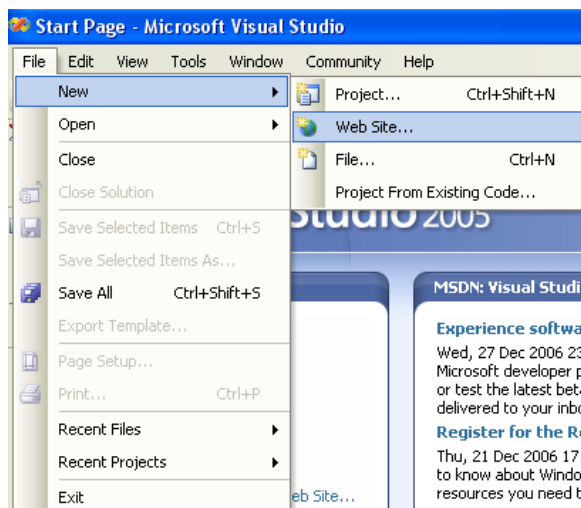 Start Page - Microsoft Visual Studio
File Edit View Tools Window Community Help
New
Open
Close
Close Solution
Save Selected Items Ctrl+S
Save Selected Items As...
Save All Ctrl+Shift+S
Export Template...
Page Setup...
Print... Ctrl+P
Recent Files
Recent Projects
Exit
Project... Ctrl+Shift+N
Web Site...
File... Ctrl+N
Project From Existing Code...
Studio 2005
MSDN: Visual Studi
Experience softwa
Wed, 27 Dec 2006 23
Microsoft developer p
or test the latest bet
delivered to your inb
Register for the R
Thu, 21 Dec 2006 17
to know about Windo
resources you need t
eb Site...